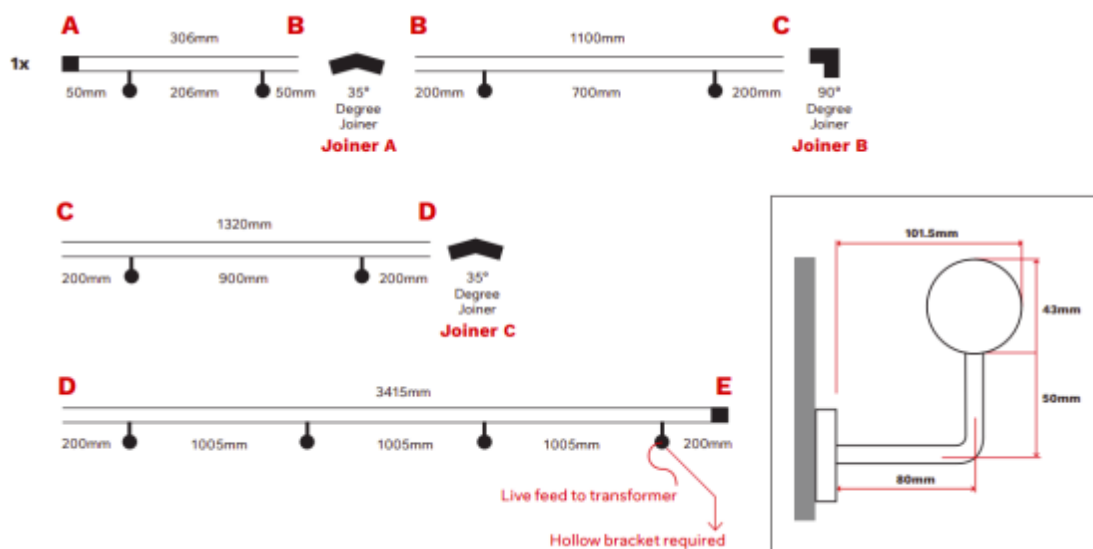 A
306mm
B
B
1100mm
C
1x
50mm
206mm
50mm
35°
Degree
Joiner
Joiner A
200mm
700mm
200mm
90°
Degree
Joiner
Joiner B
C
1320mm
D
200mm
900mm
200mm
35°
Degree
Joiner
Joiner C
D
3415mm
E
200mm
1005mm
1005mm
1005mm
200mm
Live feed to transformer
Hollow bracket required
101.5mm
43mm
50mm
80mm